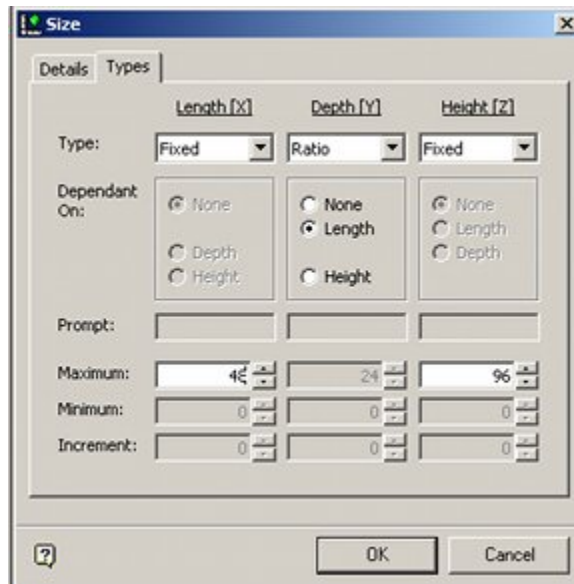 Size
Details Types
Length [X] Depth [Y] Height [Z]
Type: Fixed Ratio Fixed
Dependant On: None None None
Length Length
Depth Depth
Height Height
Prompt:
Maximum: 24 96
Minimum: 0 0 0
Increment: 0 0 0
OK Cancel